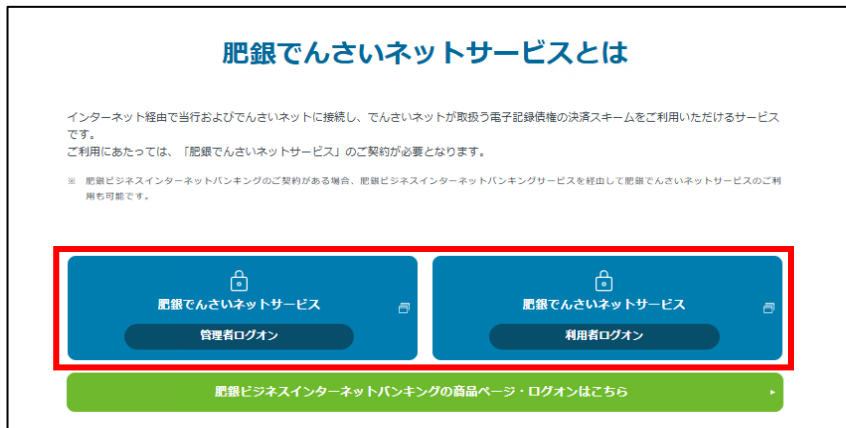 肥銀でんさいネットサービスとは
インターネット経由で当行およびでんさいネットに接続し、でんさいネットが取扱う電子記録債権の決済スキームをご利用いただけるサービス
です。
ご利用にあたっては、「肥銀でんさいネットサービス」のご契約が必要となります。
※ 肥銀ビジネスインターネットバンキングのご契約がある場合、肥銀ビジネスインターネットバンキングサービスを経由して肥銀でんさいネットサービスのご利
用も可能です。
肥銀でんさいネットサービス
管理者ログオン
肥銀でんさいネットサービス
利用者ログオン
肥銀ビジネスインターネットバンキングの商品ページ・ログオンはこちら